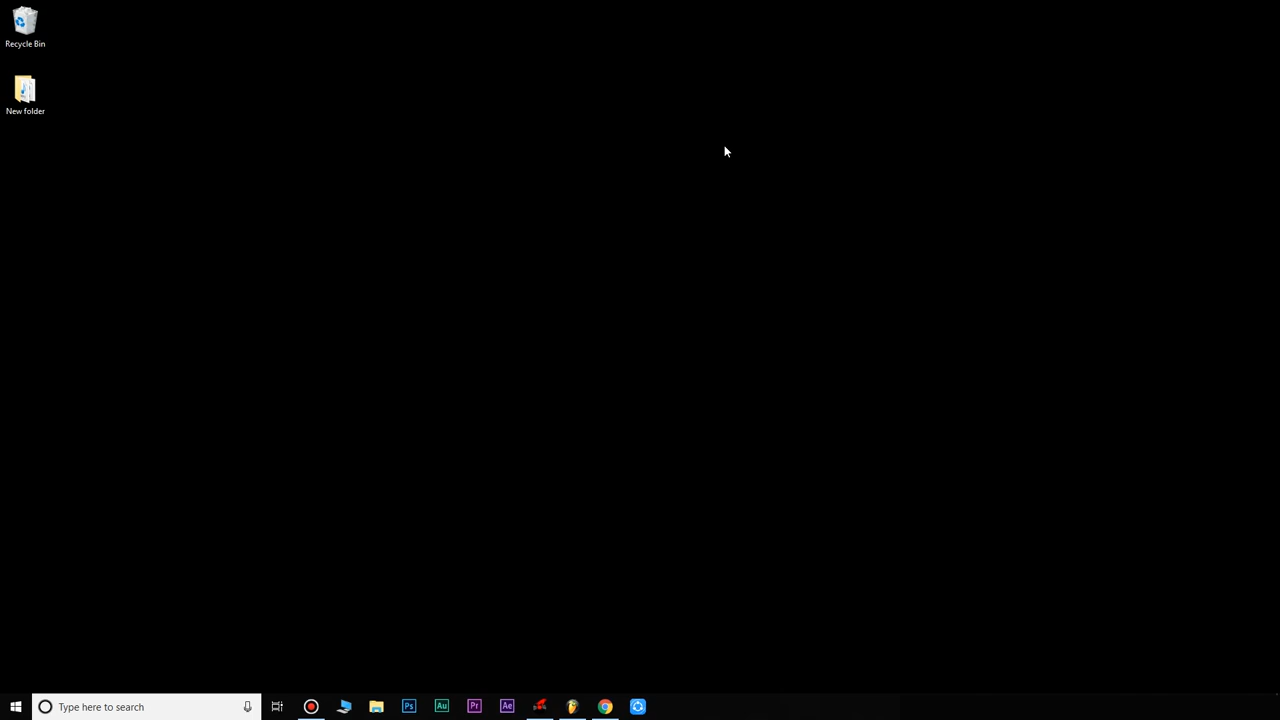 Recycle Bin
New folder
Type here to search
Ps
Au
Pr
Ae